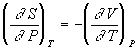 (∂S/∂P)_T = −(∂V/∂T)_P